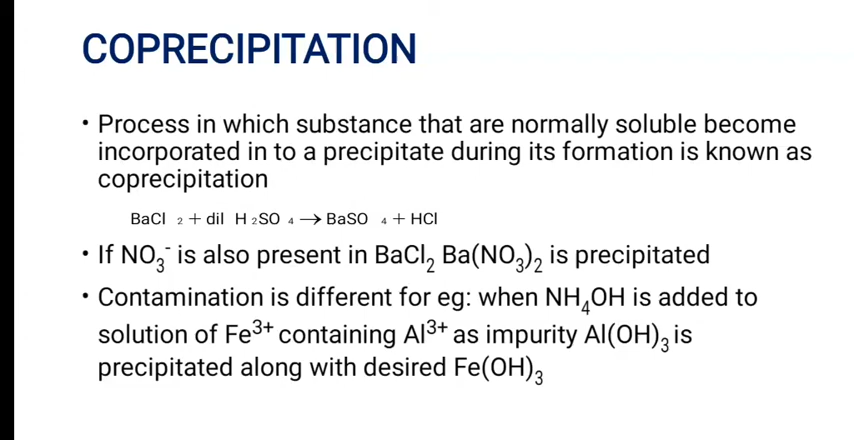 COPRECIPITATION
• Process in which substance that are normally soluble become
incorporated in to a precipitate during its formation is known as
coprecipitation
BaCl ₂ + dil H ₂SO ₄ → BaSO ₄ + HCl
• If NO₃⁻ is also present in BaCl₂ Ba(NO₃)₂ is precipitated
• Contamination is different for eg: when NH₄OH is added to
solution of Fe³⁺ containing Al³⁺ as impurity Al(OH)₃ is
precipitated along with desired Fe(OH)₃